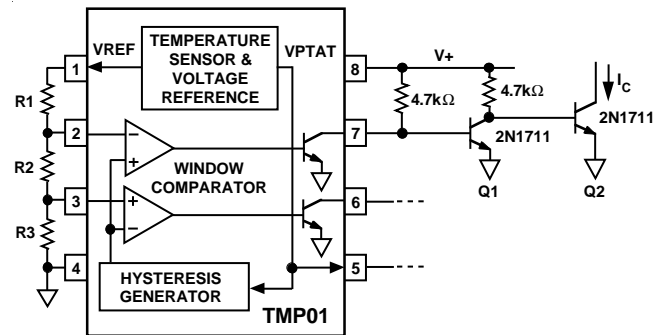 TEMPERATURE
SENSOR &
VOLTAGE
REFERENCE
VREF
VPTAT
1
2
3
4
R1
R2
R3
WINDOW
COMPARATOR
−
+
+
−
HYSTERESIS
GENERATOR
TMP01
8
7
6
5
V+
4.7kΩ
4.7kΩ
IC
2N1711
2N1711
Q1
Q2